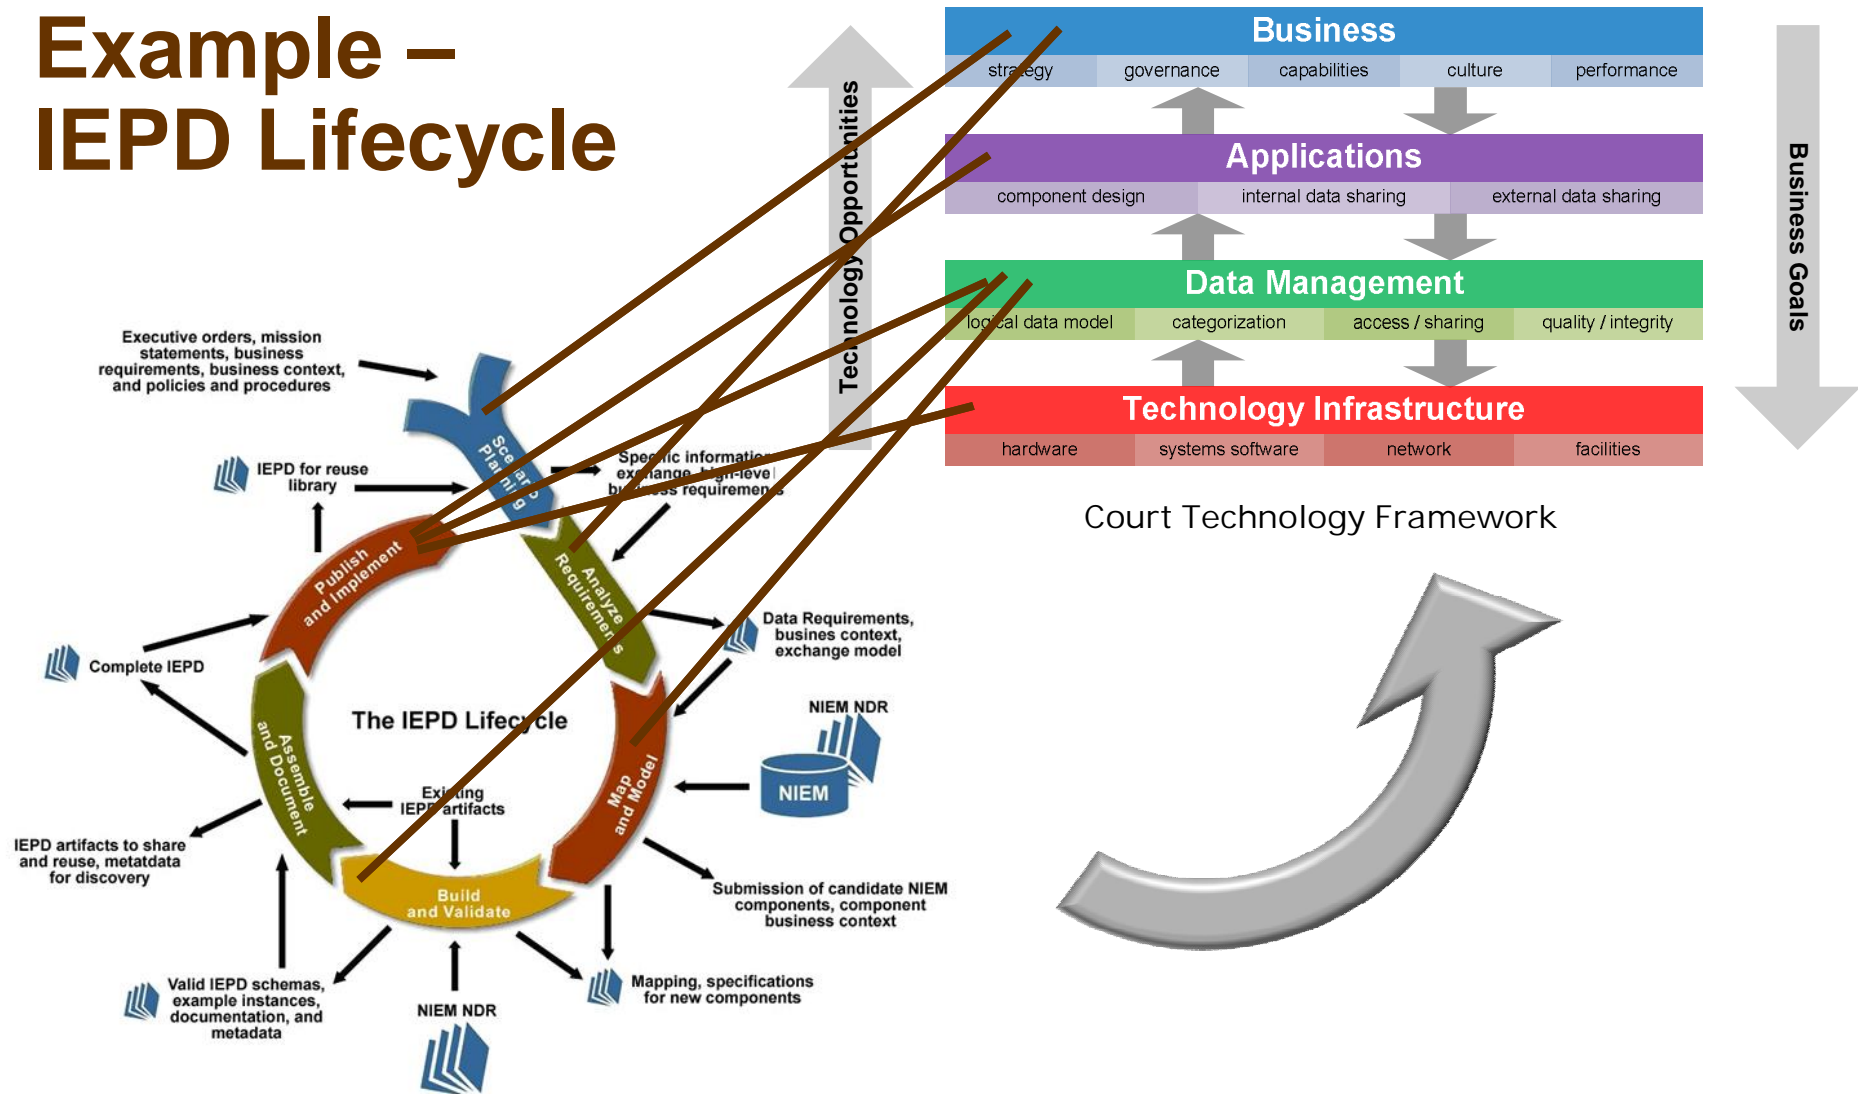 Example –
IEPD Lifecycle
Technology Opportunities
Business
strategy
governance
capabilities
culture
performance
Applications
component design
internal data sharing
external data sharing
Data Management
logical data model
categorization
access / sharing
quality / integrity
Technology Infrastructure
hardware
systems software
network
facilities
Business Goals
Court Technology Framework
Executive orders, mission
statements, business
requirements, business context,
and policies and procedures
Scenario
Planning
IEPD for reuse
library
Specific information
exchange, high-level
business requirements
Publish
and Implement
Analyze
Requirements
Data Requirements,
busines context,
exchange model
Complete IEPD
The IEPD Lifecycle
NIEM NDR
NIEM
Map
and Model
Assemble
and Document
Existing
IEPD artifacts
IEPD artifacts to share
and reuse, metatdata
for discovery
Build
and Validate
Submission of candidate NIEM
components, component
business context
Valid IEPD schemas,
example instances,
documentation, and
metadata
NIEM NDR
Mapping, specifications
for new components